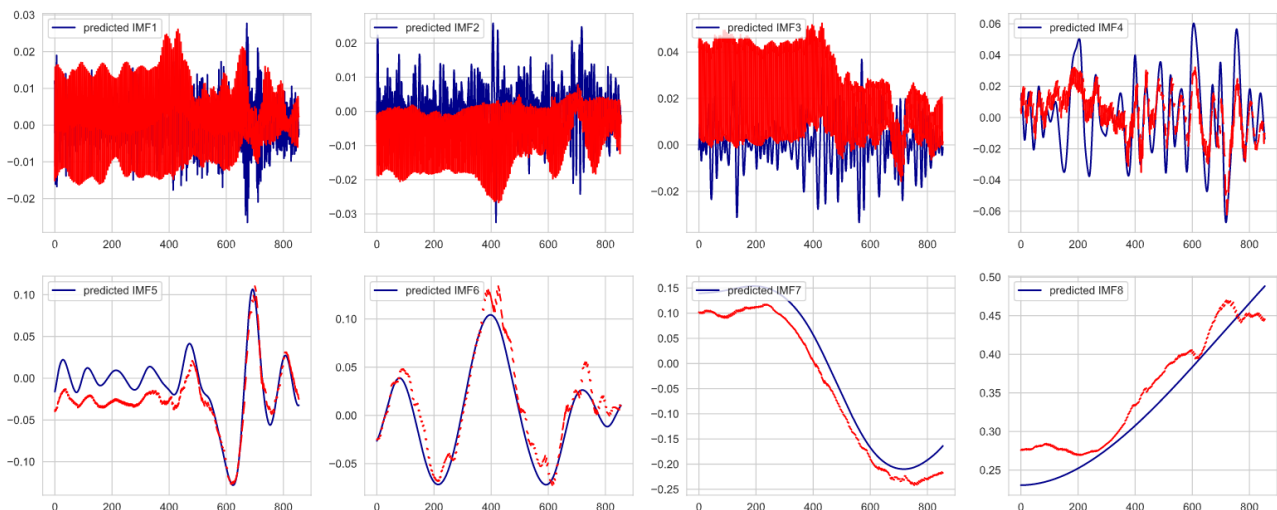 predicted IMF1
0.03
0.02
0.01
0.00
−0.01
−0.02
0 200 400 600 800
predicted IMF2
0.02
0.01
0.00
−0.01
−0.02
−0.03
0 200 400 600 800
predicted IMF3
0.04
0.02
0.00
−0.02
0 200 400 600 800
predicted IMF4
0.06
0.04
0.02
0.00
−0.02
−0.04
−0.06
0 200 400 600 800
predicted IMF5
0.10
0.05
0.00
−0.05
−0.10
0 200 400 600 800
predicted IMF6
0.10
0.05
0.00
−0.05
0 200 400 600 800
predicted IMF7
0.15
0.10
0.05
0.00
−0.05
−0.10
−0.15
−0.20
−0.25
0 200 400 600 800
predicted IMF8
0.50
0.45
0.40
0.35
0.30
0.25
0 200 400 600 800